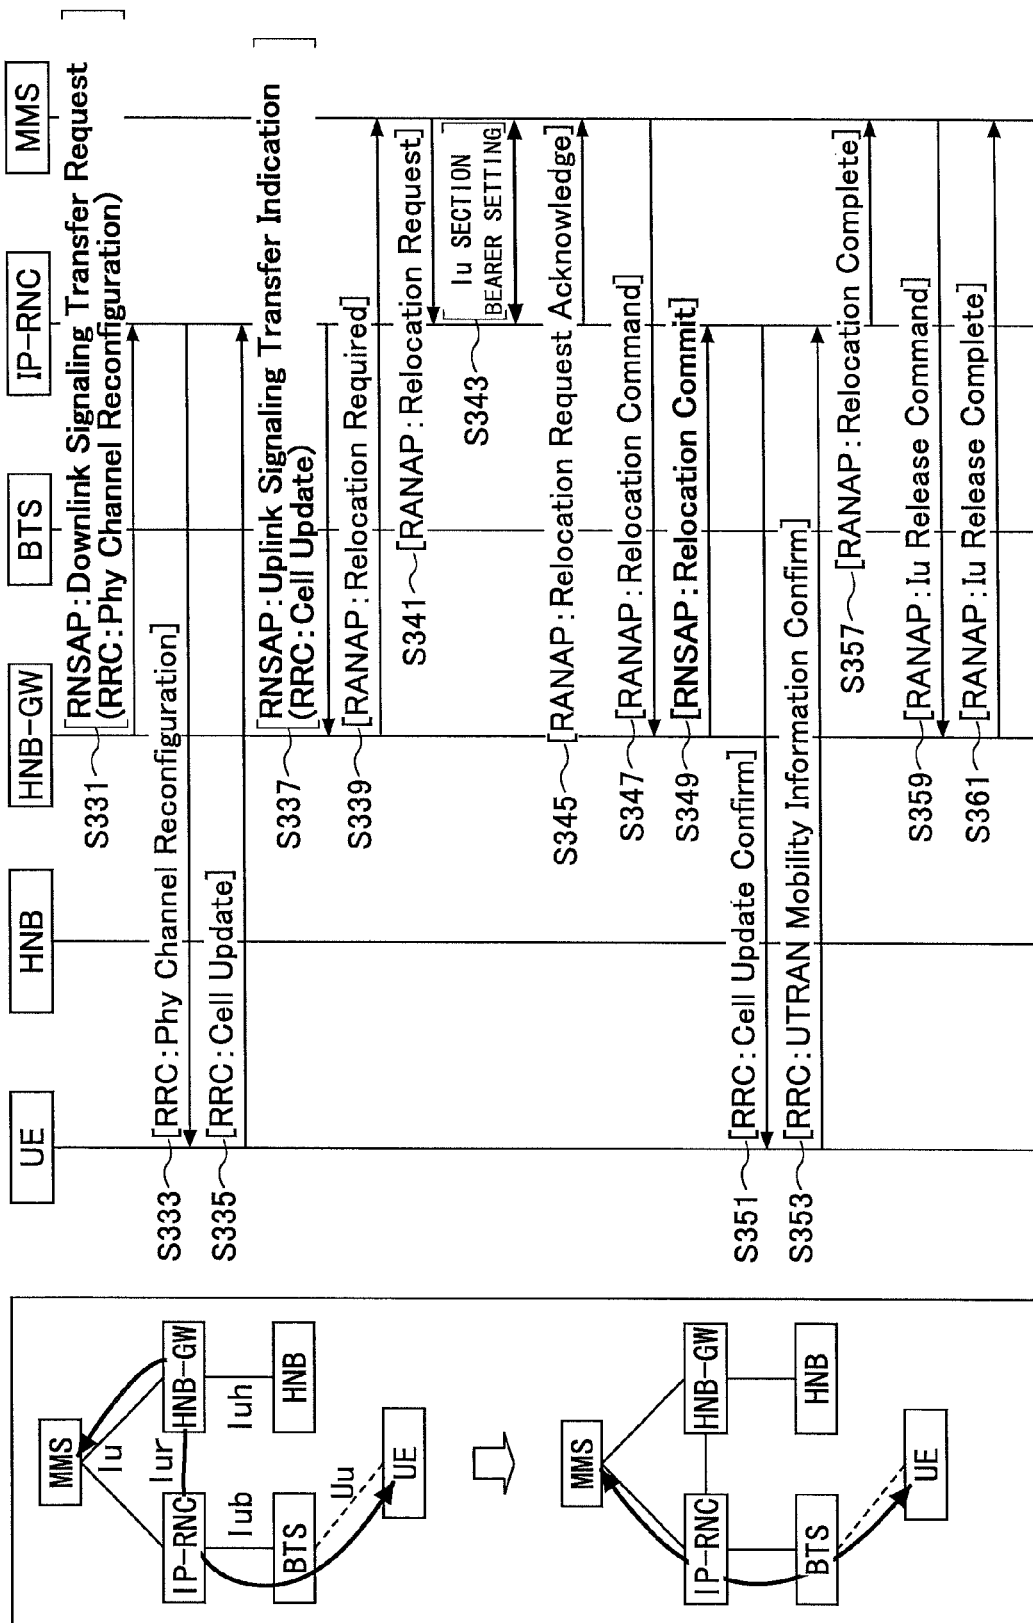 UE
HNB
HNB-GW
BTS
IP-RNC
MMS
S331
[RNSAP:Downlink Signaling Transfer Request
(RRC:Phy Channel Reconfiguration)]
S333
[RRC:Phy Channel Reconfiguration]
S335
[RRC:Cell Update]
S337
[RNSAP:Uplink Signaling Transfer Indication
(RRC:Cell Update)]
S339
[RANAP:Relocation Required]
S341
[RANAP:Relocation Request]
S343
[Iu SECTION
BEARER SETTING]
S345
[RANAP:Relocation Request Acknowledge]
S347
[RANAP:Relocation Command]
S349
[RNSAP:Relocation Commit]
S351
[RRC:Cell Update Confirm]
S353
[RRC:UTRAN Mobility Information Confirm]
S357
[RANAP:Relocation Complete]
S359
[RANAP:Iu Release Command]
S361
[RANAP:Iu Release Complete]
MMS
Iu
IP-RNC
Iur
HNB-GW
Iub
Iuh
BTS
HNB
Uu
UE
MMS
IP-RNC
HNB-GW
BTS
HNB
UE